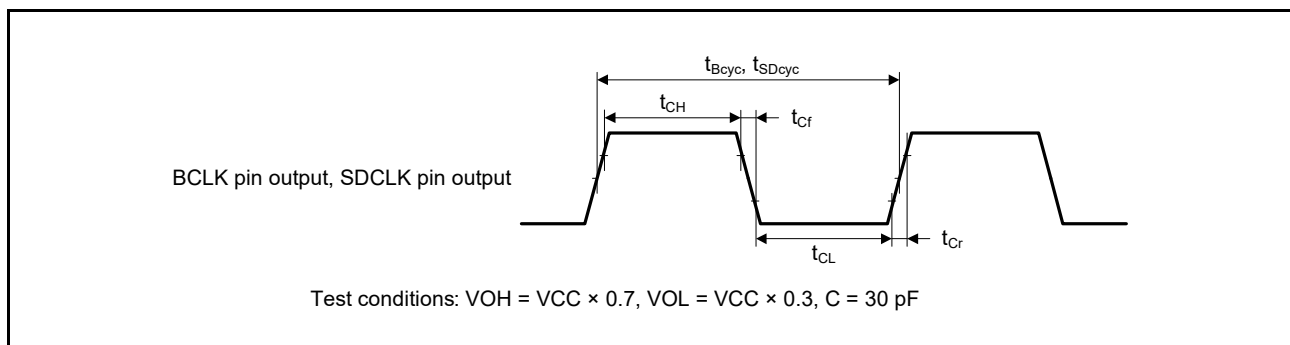 tBcyc, tSDcyc
tCH
tCf
BCLK pin output, SDCLK pin output
tCL
tCr
Test conditions: VOH = VCC × 0.7, VOL = VCC × 0.3, C = 30 pF